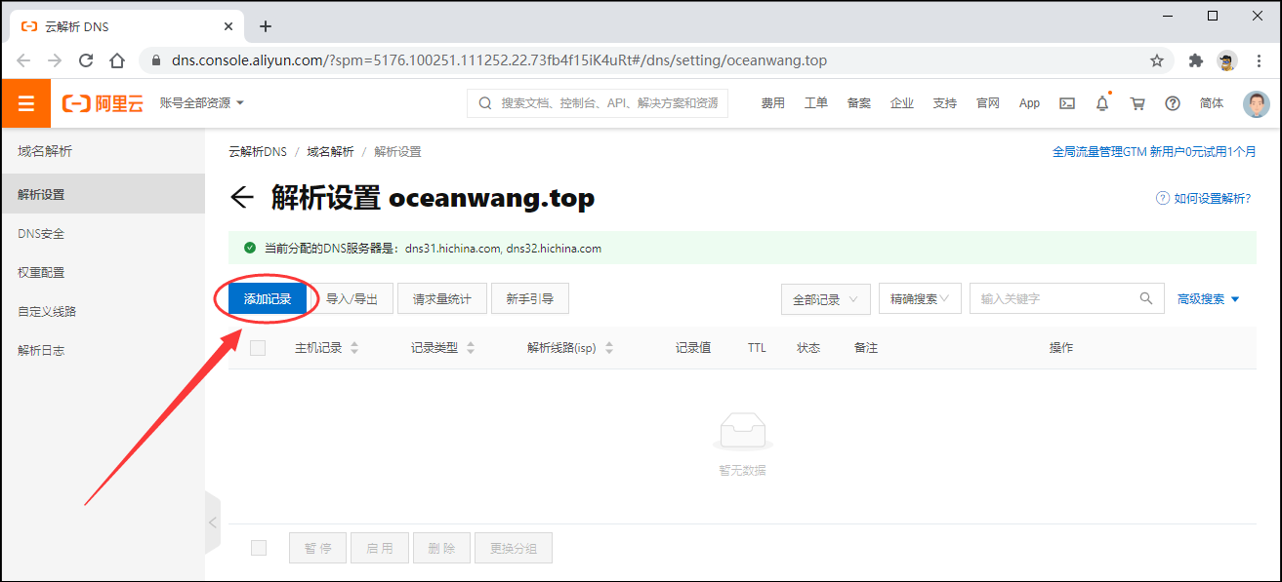 云解析 DNS
dns.console.aliyun.com/?spm=5176.100251.111252.22.73fb4f15iK4uRt#/dns/setting/oceanwang.top
阿里云 账号全部资源 搜索文档、控制台、API、解决方案和资源 费用 工单 备案 企业 支持 官网 App 简体
域名解析
解析设置
DNS安全
权重配置
自定义线路
解析日志
云解析DNS / 域名解析 / 解析设置 全局流量管理GTM 新用户0元试用1个月
解析设置 oceanwang.top 如何设置解析?
当前分配的DNS服务器是: dns31.hichina.com, dns32.hichina.com
添加记录 导入/导出 请求量统计 新手引导 全部记录 精确搜索 输入关键字 高级搜索
主机记录 记录类型 解析线路(isp) 记录值 TTL 状态 备注 操作
暂无数据
暂停 启用 删除 更换分组